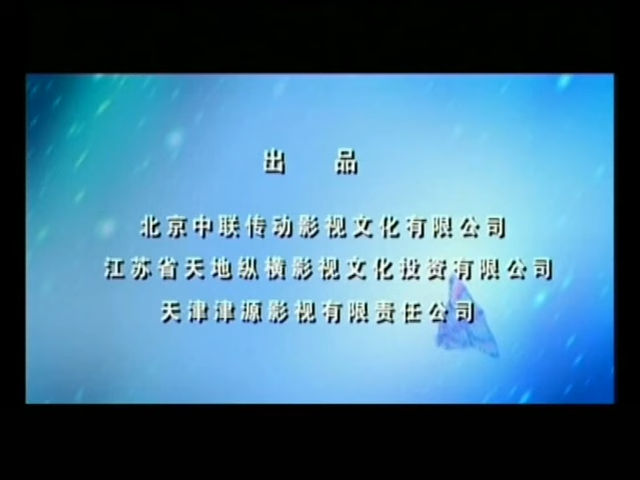 出 品
北京中联传动影视文化有限公司
江苏省天地纵横影视文化投资有限公司
天津津源影视有限责任公司